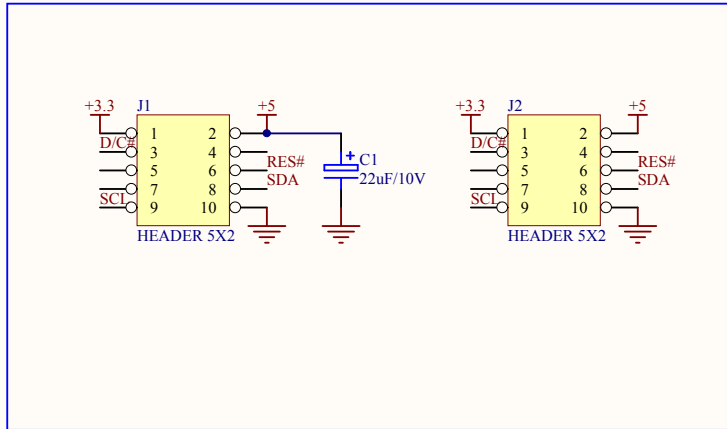 +3.3 J1 +5
1 2
D/C# 3 4
5 6 RES#
7 8 SDA
SCL 9 10
HEADER 5X2
+ C1
22uF/10V
+3.3 J2 +5
1 2
D/C# 3 4
5 6 RES#
7 8 SDA
SCL 9 10
HEADER 5X2